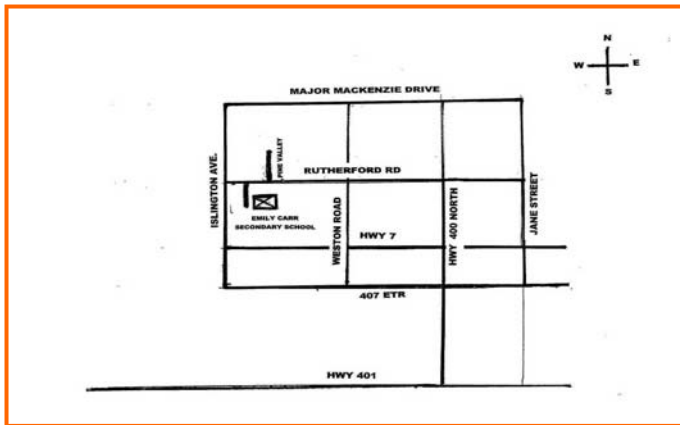 N
W E
S
MAJOR MACKENZIE DRIVE
PINE VALLEY
ISLINGTON AVE.
RUTHERFORD RD
EMILY CARR
SECONDARY SCHOOL
WESTON ROAD
HWY 400 NORTH
JANE STREET
HWY 7
407 ETR
HWY 401